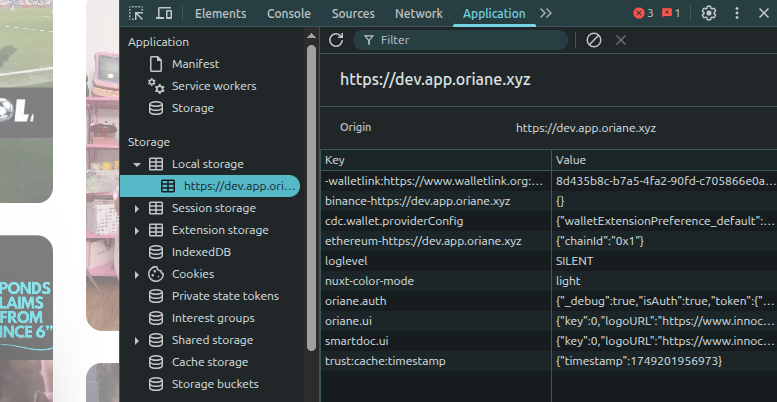 OL.
PONDS
LAIMS
FROM
INCE 6"
Elements Console Sources Network Application 3 1
Application
Manifest
Service workers
Storage
Storage
Local storage
https://dev.app.ori...
Session storage
Extension storage
IndexedDB
Cookies
Private state tokens
Interest groups
Shared storage
Cache storage
Storage buckets
Filter
https://dev.app.oriane.xyz
Origin https://dev.app.oriane.xyz
Key Value
-walletlink:https://www.walletlink.org:... 8d435b8c-b7a5-4fa2-90fd-c705866e0a...
binance-https://dev.app.oriane.xyz {}
cdc.wallet.providerConfig {"walletExtensionPreference_default":...
ethereum-https://dev.app.oriane.xyz {"chainId":"0x1"}
loglevel SILENT
nuxt-color-mode light
oriane.auth {"_debug":true,"isAuth":true,"token":{"...
oriane.ui {"key":0,"logoURL":"https://www.innoc...
smartdoc.ui {"key":0,"logoURL":"https://www.innoc...
trust:cache:timestamp {"timestamp":1749201956973}